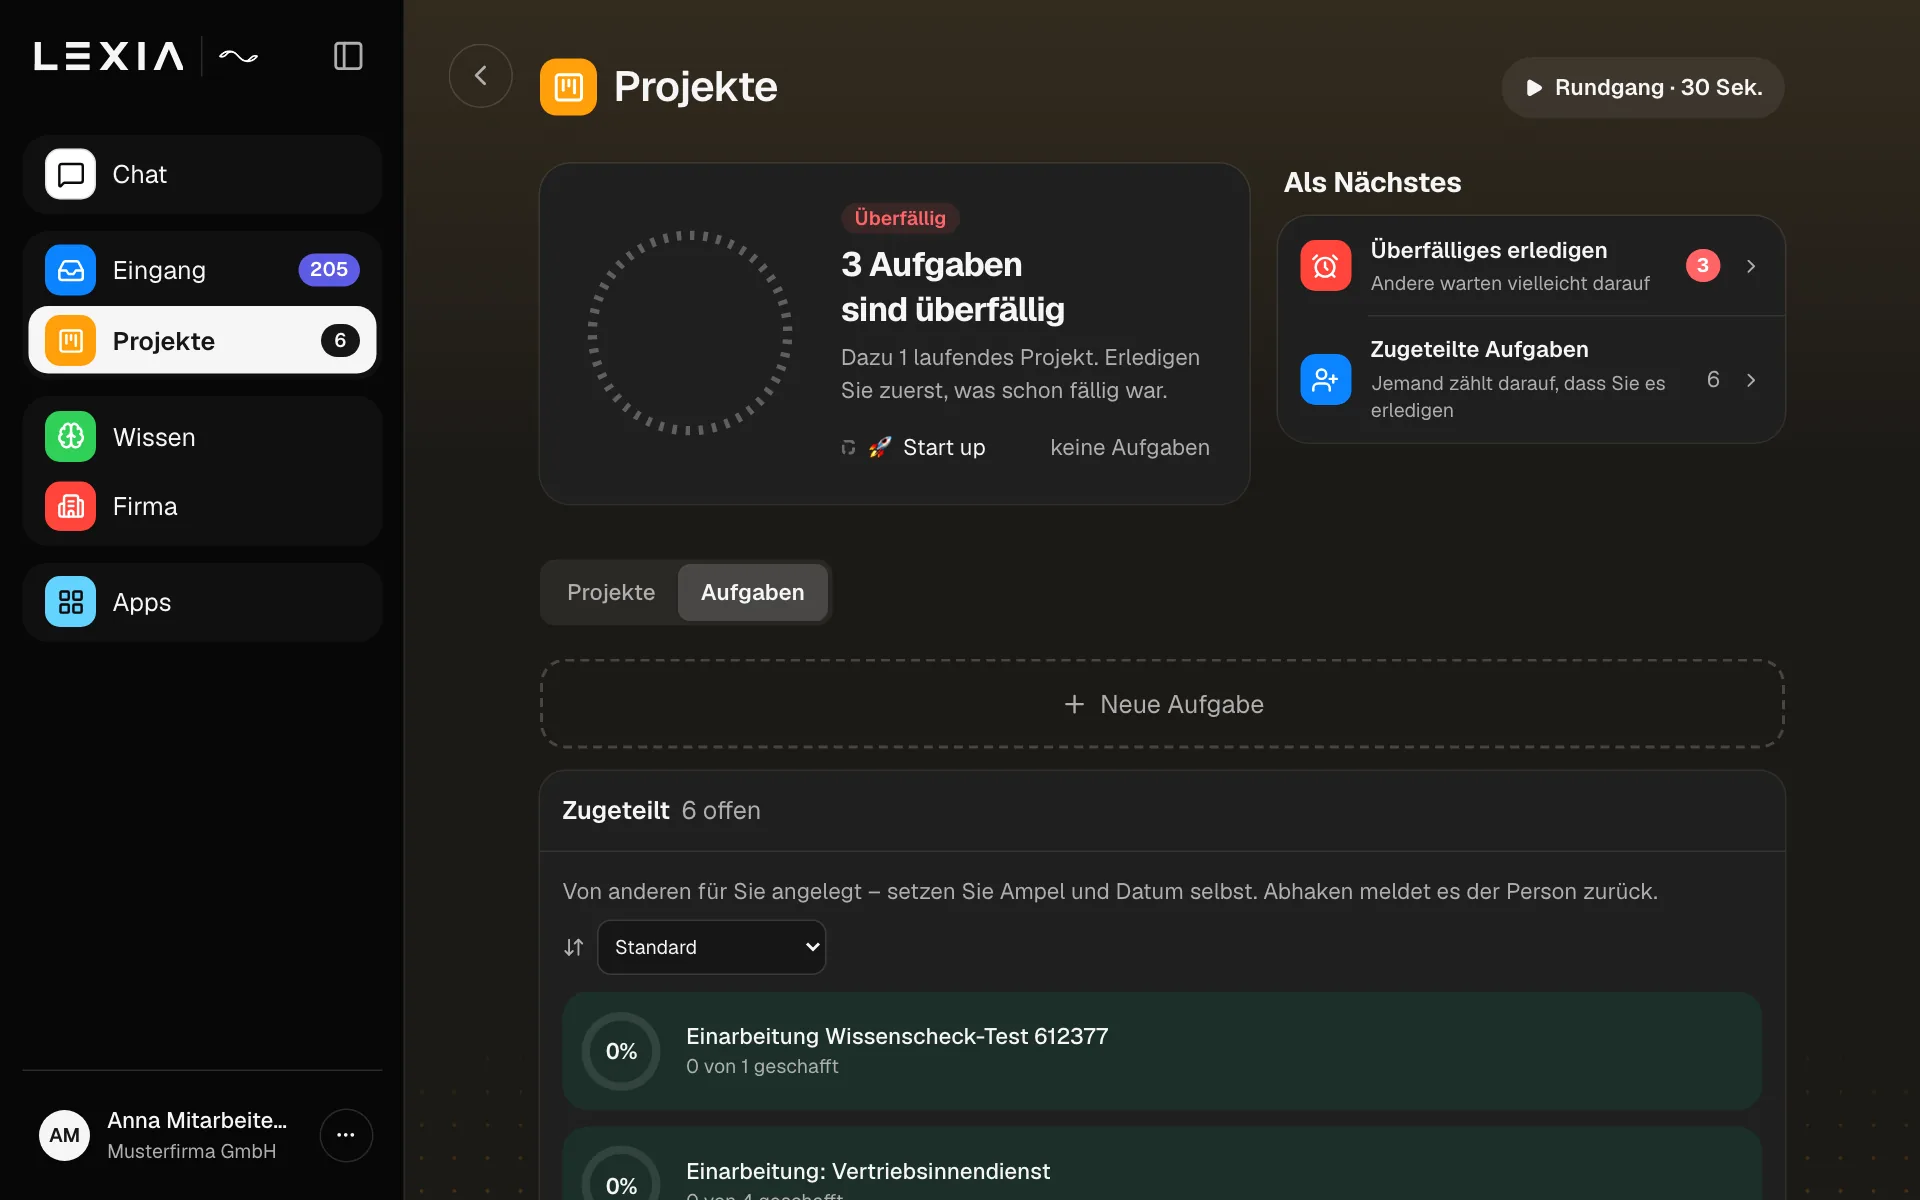 LEXIA
Chat
Eingang 205
Projekte 6
Wissen
Firma
Apps
AM
Anna Mitarbeite...
Musterfirma GmbH
Projekte
Rundgang · 30 Sek.
Überfällig
3 Aufgaben
sind überfällig
Dazu 1 laufendes Projekt. Erledigen
Sie zuerst, was schon fällig war.
🚀 Start up keine Aufgaben
Als Nächstes
Überfälliges erledigen
Andere warten vielleicht darauf
3
Zugeteilte Aufgaben
Jemand zählt darauf, dass Sie es
erledigen
6
Projekte Aufgaben
+ Neue Aufgabe
Zugeteilt 6 offen
Von anderen für Sie angelegt – setzen Sie Ampel und Datum selbst. Abhaken meldet es der Person zurück.
Standard
0%
Einarbeitung Wissenscheck-Test 612377
0 von 1 geschafft
0%
Einarbeitung: Vertriebsinnendienst
0 von 4 geschafft